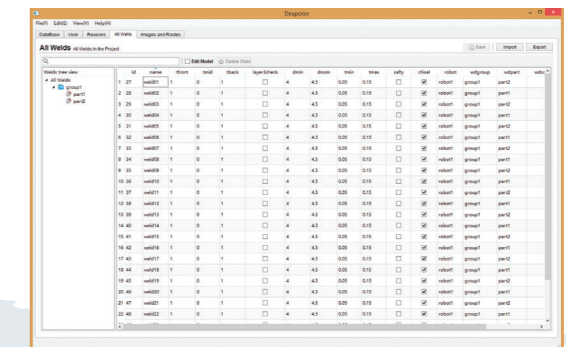 Despoter
File(F) Edit(E) View(V) Help(H)
DataBase User Reasons All Welds Images and Routes
All Welds All Welds in the Project Save Import Export
Edit Model Delete Weld
Welds tree view
All Welds
group1
part1
part2
id name tfront tmid tback layer3check dmin dnom tmin tmax safty chisel robot wdgroup wdpart
1 27 weld01 1 0 1 4 4.5 0.05 0.15 robot1 group1 part2
2 28 weld02 1 0 1 4 4.5 0.05 0.15 robot1 group1 part1
3 29 weld03 1 0 1 4 4.5 0.05 0.15 robot1 group1 part2
4 30 weld04 1 0 1 4 4.5 0.05 0.15 robot1 group1 part1
5 31 weld05 1 0 1 4 4.5 0.05 0.15 robot1 group1 part2
6 32 weld06 1 0 1 4 4.5 0.05 0.15 robot1 group1 part1
7 33 weld07 1 0 1 4 4.5 0.05 0.15 robot1 group1 part2
8 34 weld08 1 0 1 4 4.5 0.05 0.15 robot1 group1 part1
9 35 weld09 1 0 1 4 4.5 0.05 0.15 robot1 group1 part2
10 36 weld10 1 0 1 4 4.5 0.05 0.15 robot1 group1 part1
11 37 weld11 1 0 1 4 4.5 0.05 0.15 robot1 group1 part2
12 38 weld12 1 0 1 4 4.5 0.05 0.15 robot1 group1 part1
13 39 weld13 1 0 1 4 4.5 0.05 0.15 robot1 group1 part2
14 40 weld14 1 0 1 4 4.5 0.05 0.15 robot1 group1 part1
15 41 weld15 1 0 1 4 4.5 0.05 0.15 robot1 group1 part2
16 42 weld16 1 0 1 4 4.5 0.05 0.15 robot1 group1 part1
17 43 weld17 1 0 1 4 4.5 0.05 0.15 robot1 group1 part2
18 44 weld18 1 0 1 4 4.5 0.05 0.15 robot1 group1 part1
19 45 weld19 1 0 1 4 4.5 0.05 0.15 robot1 group1 part2
20 46 weld20 1 0 1 4 4.5 0.05 0.15 robot1 group1 part1
21 47 weld21 1 0 1 4 4.5 0.05 0.15 robot1 group1 part2
22 48 weld22 1 0 1 4 4.5 0.05 0.15 robot1 group1 part1